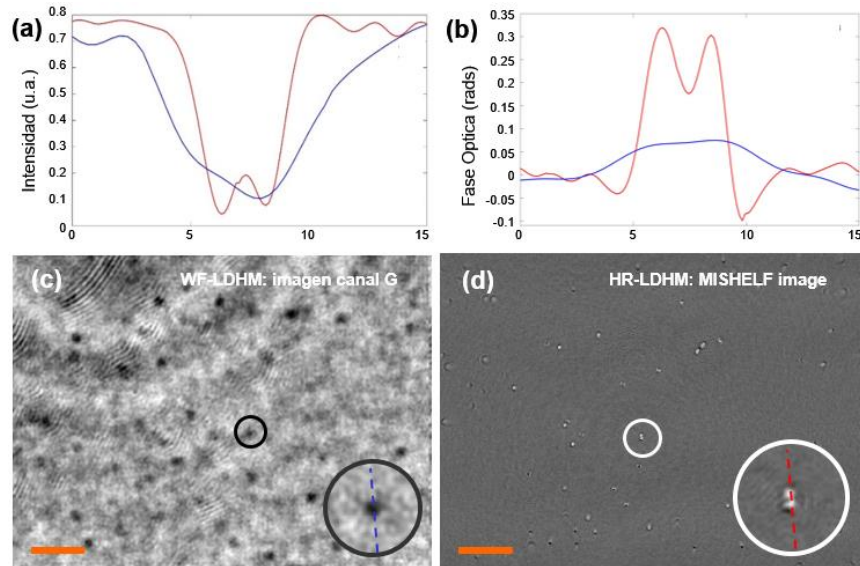 (a)
0.8
0.7
0.6
0.5
0.4
0.3
0.2
0.1
0
Intensidad (u.a.)
0 5 10 15
(b)
0.35
0.3
0.25
0.2
0.15
0.1
0.05
0
-0.05
-0.1
Fase Optica (rads)
0 5 10 15
(c) WF-LDHM: imagen canal G
(d) HR-LDHM: MISHELF image